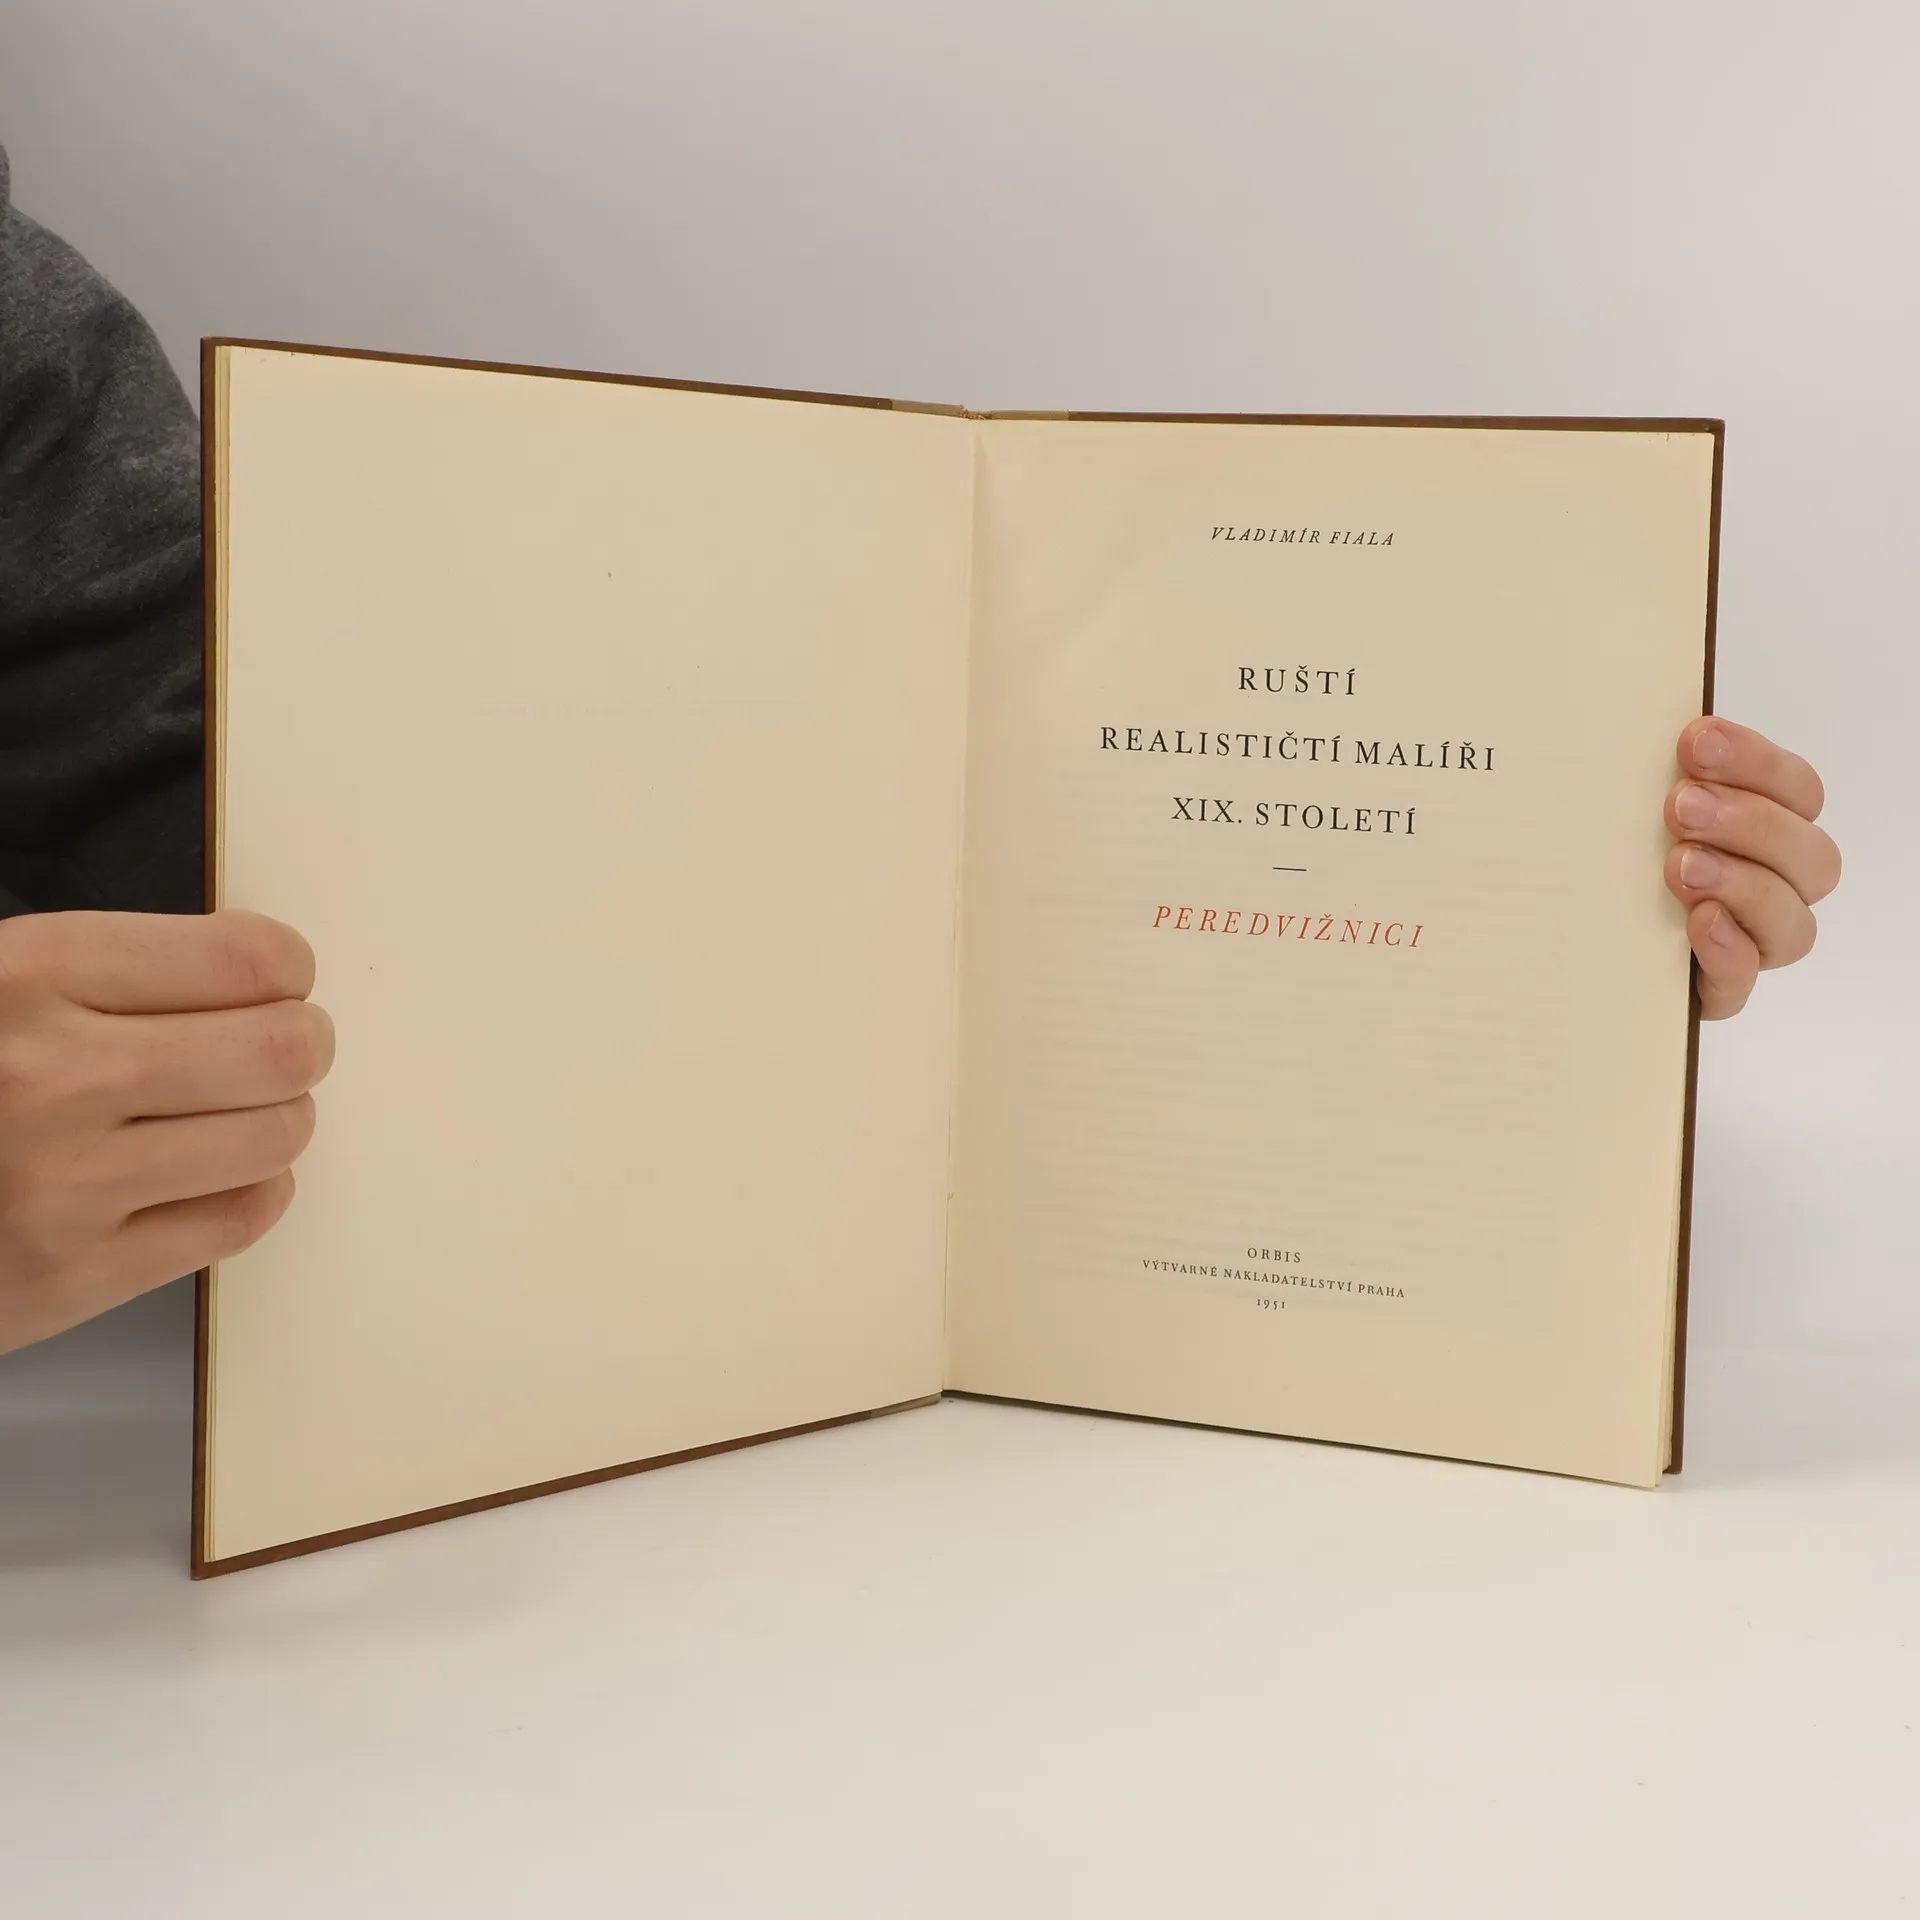 VLADIMÍR FIALA
RUŠTÍ
REALISTIČTÍ MALÍŘI
XIX. STOLETÍ
—
PEREDVIŽNICI
ORBIS
VÝTVARNÉ NAKLADATELSTVÍ PRAHA
1951